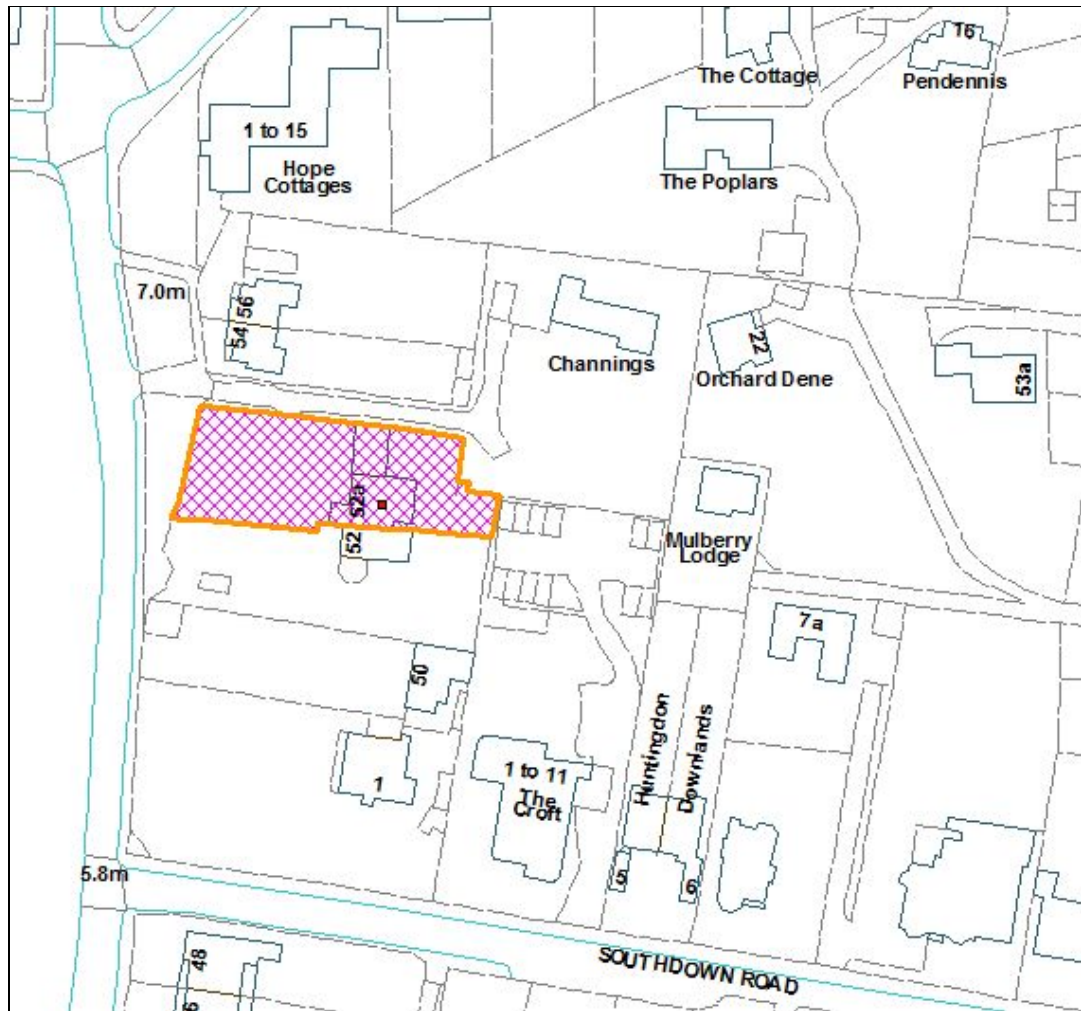 16
The Cottage
Pendennis
1 to 15
Hope
Cottages
The Poplars
7.0m
54 56
Channings
22
Orchard Dene
53a
52a
52
Mulberry
Lodge
7a
50
Huntingdon
Downlands
1
1 to 11
The
Croft
5
6
5.8m
48
SOUTHDOWN ROAD